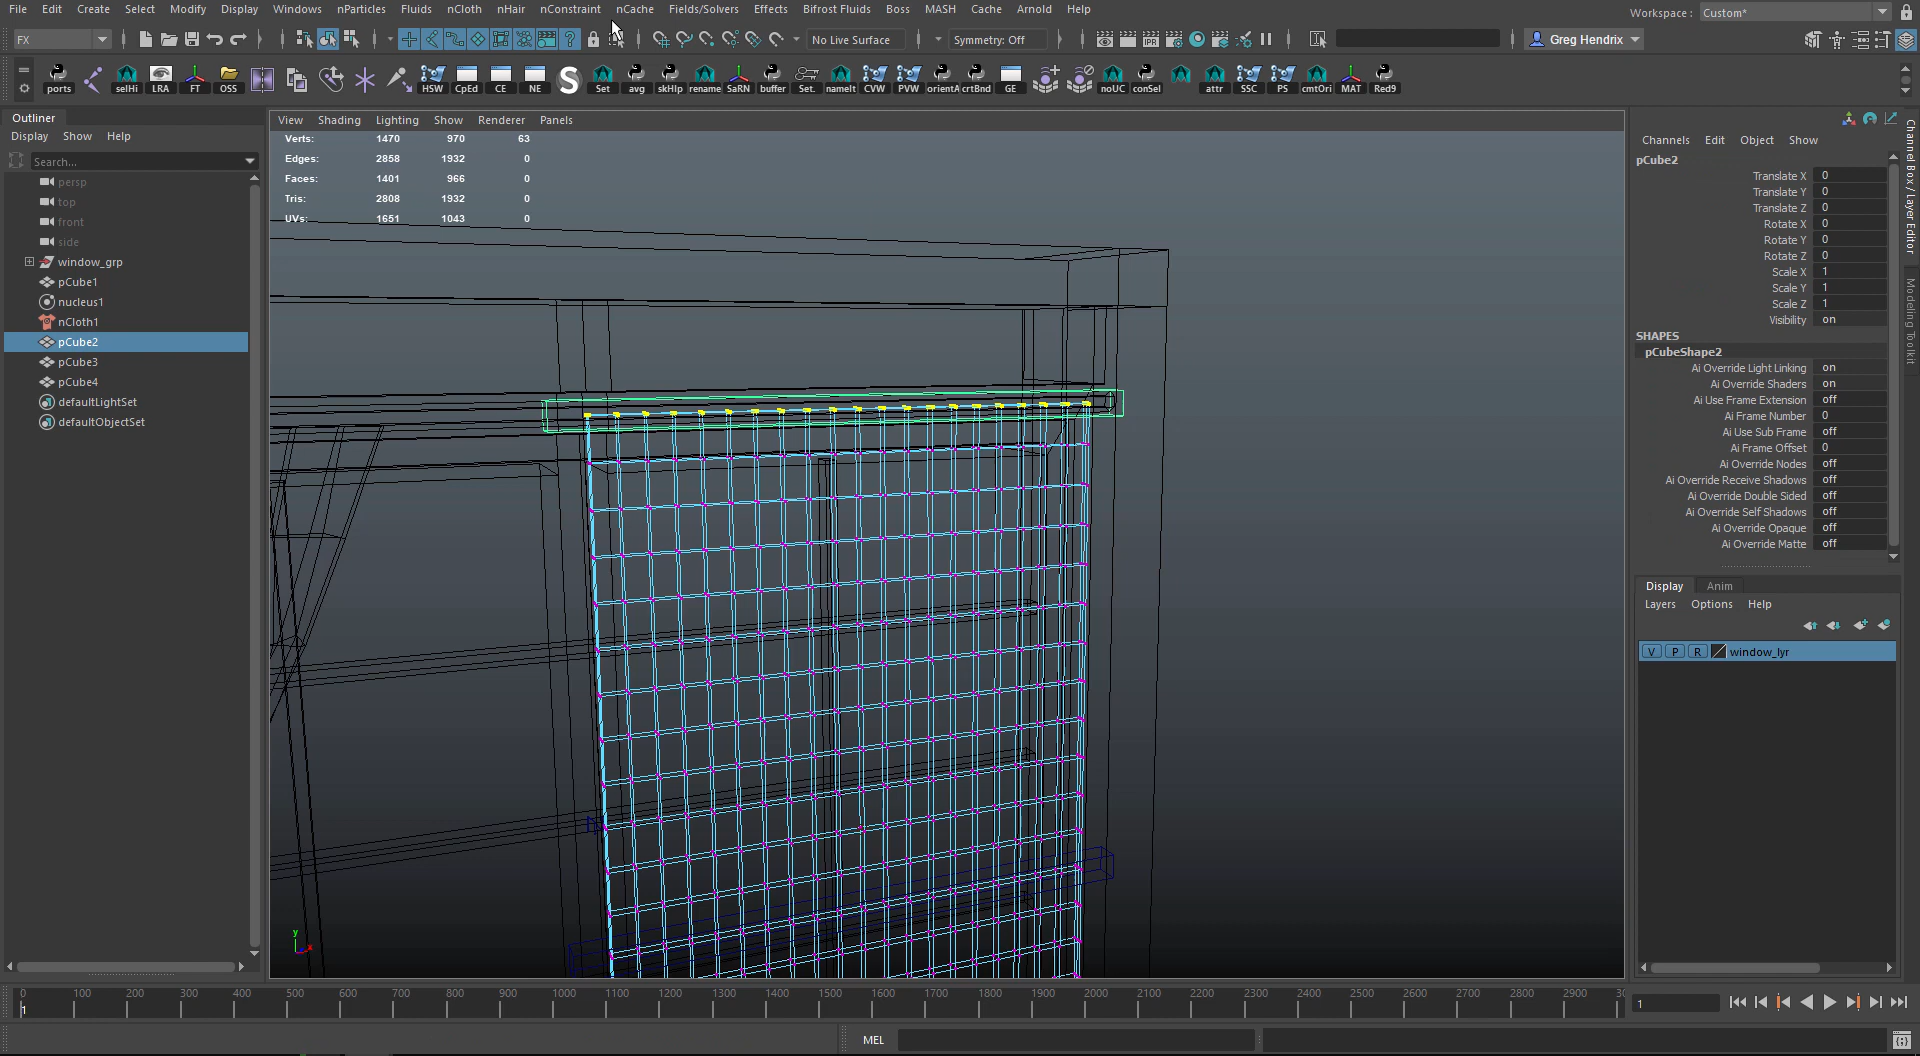 File Edit Create Select Modify Display Windows nParticles Fluids nCloth nHair nConstraint nCache Fields/Solvers Effects Bifrost Fluids Boss MASH Cache Arnold Help Workspace : Custom*
FX No Live Surface Symmetry: Off Greg Hendrix
ports selHi LRA FT OSS HSW CpEd CE NE Set avg skHlp rename SaRN buffer Set. nameIt CVW PVW orientA crtBnd GE noUC conSel attr SSC PS cmtOri MAT Red9
Outliner
Display Show Help
Search...
persp
top
front
side
window_grp
pCube1
nucleus1
nCloth1
pCube2
pCube3
pCube4
defaultLightSet
defaultObjectSet
View Shading Lighting Show Renderer Panels
Verts: 1470 970 63
Edges: 2858 1932 0
Faces: 1401 966 0
Tris: 2808 1932 0
UVs: 1651 1043 0
N
y
x
Channels Edit Object Show
pCube2
Translate X 0
Translate Y 0
Translate Z 0
Rotate X 0
Rotate Y 0
Rotate Z 0
Scale X 1
Scale Y 1
Scale Z 1
Visibility on
SHAPES
pCubeShape2
Ai Override Light Linking on
Ai Override Shaders on
Ai Use Frame Extension off
Ai Frame Number 0
Ai Use Sub Frame off
Ai Frame Offset 0
Ai Override Nodes off
Ai Override Receive Shadows off
Ai Override Double Sided off
Ai Override Self Shadows off
Ai Override Opaque off
Ai Override Matte off
Display Anim
Layers Options Help
V P R window_lyr
Channel Box / Layer Editor
Modeling Toolkit
0 100 200 300 400 500 600 700 800 900 1000 1100 1200 1300 1400 1500 1600 1700 1800 1900 2000 2100 2200 2300 2400 2500 2600 2700 2800 2900 30
1 1
MEL